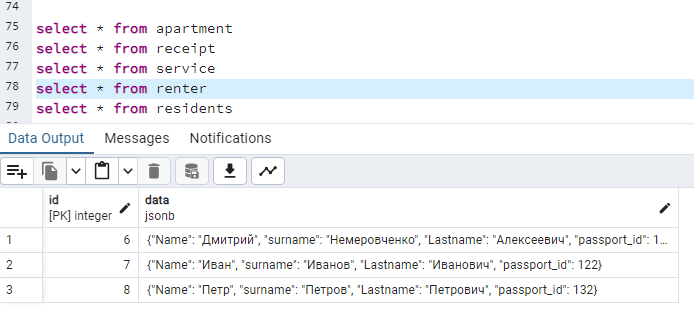 74
75 select * from apartment
76 select * from receipt
77 select * from service
78 select * from renter
79 select * from residents
Data Output Messages Notifications
id data
[PK] integer jsonb
1 6 {"Name": "Дмитрий", "surname": "Немеровченко", "Lastname": "Алексеевич", "passport_id": 1...
2 7 {"Name": "Иван", "surname": "Иванов", "Lastname": "Иванович", "passport_id": 122}
3 8 {"Name": "Петр", "surname": "Петров", "Lastname": "Петрович", "passport_id": 132}